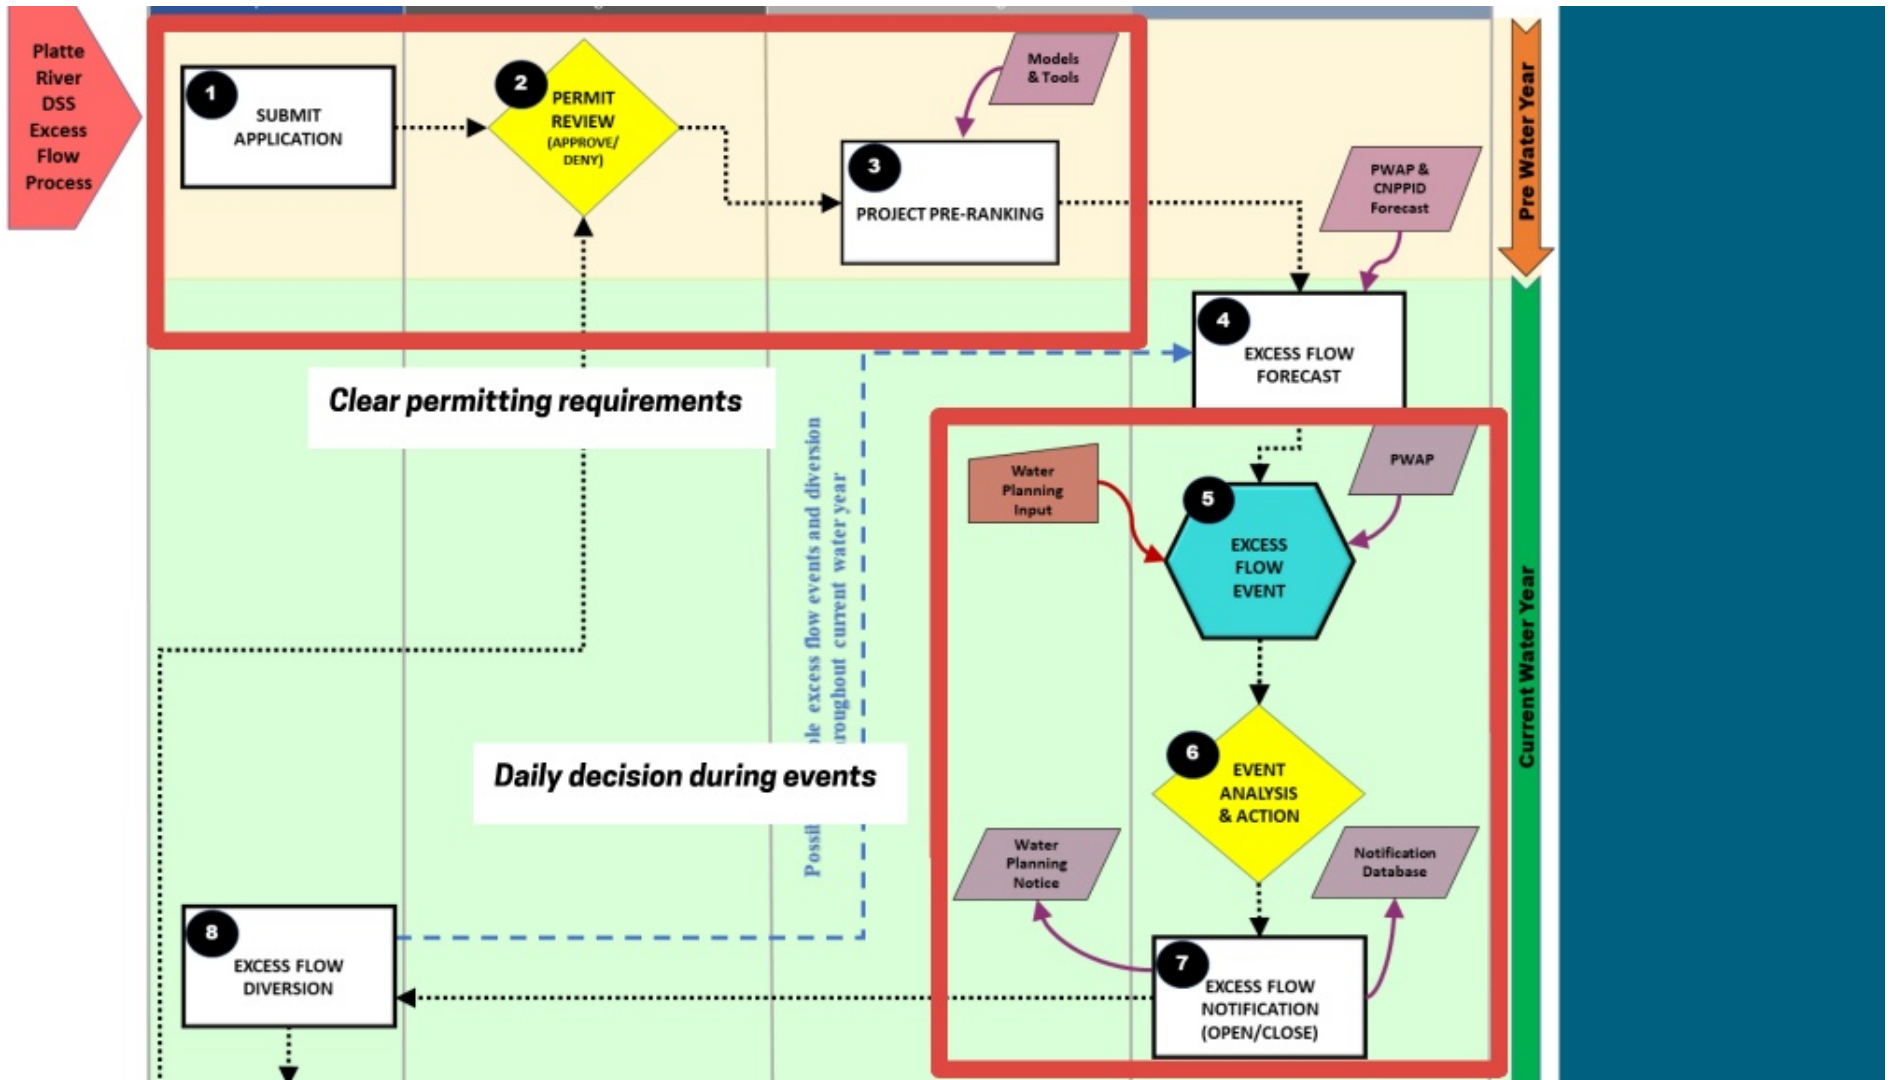 Platte
River
DSS
Excess
Flow
Process
1
SUBMIT
APPLICATION
2
PERMIT
REVIEW
(APPROVE/
DENY)
Models
& Tools
3
PROJECT PRE-RANKING
PWAP &
CNPPID
Forecast
Pre Water Year
4
EXCESS FLOW
FORECAST
Clear permitting requirements
excess flow events and diversion
current water year
Water
Planning
Input
PWAP
5
EXCESS
FLOW
EVENT
Current Water Year
Daily decision during events
6
EVENT
ANALYSIS
& ACTION
Water
Planning
Notice
Notification
Database
8
EXCESS FLOW
DIVERSION
7
EXCESS FLOW
NOTIFICATION
(OPEN/CLOSE)